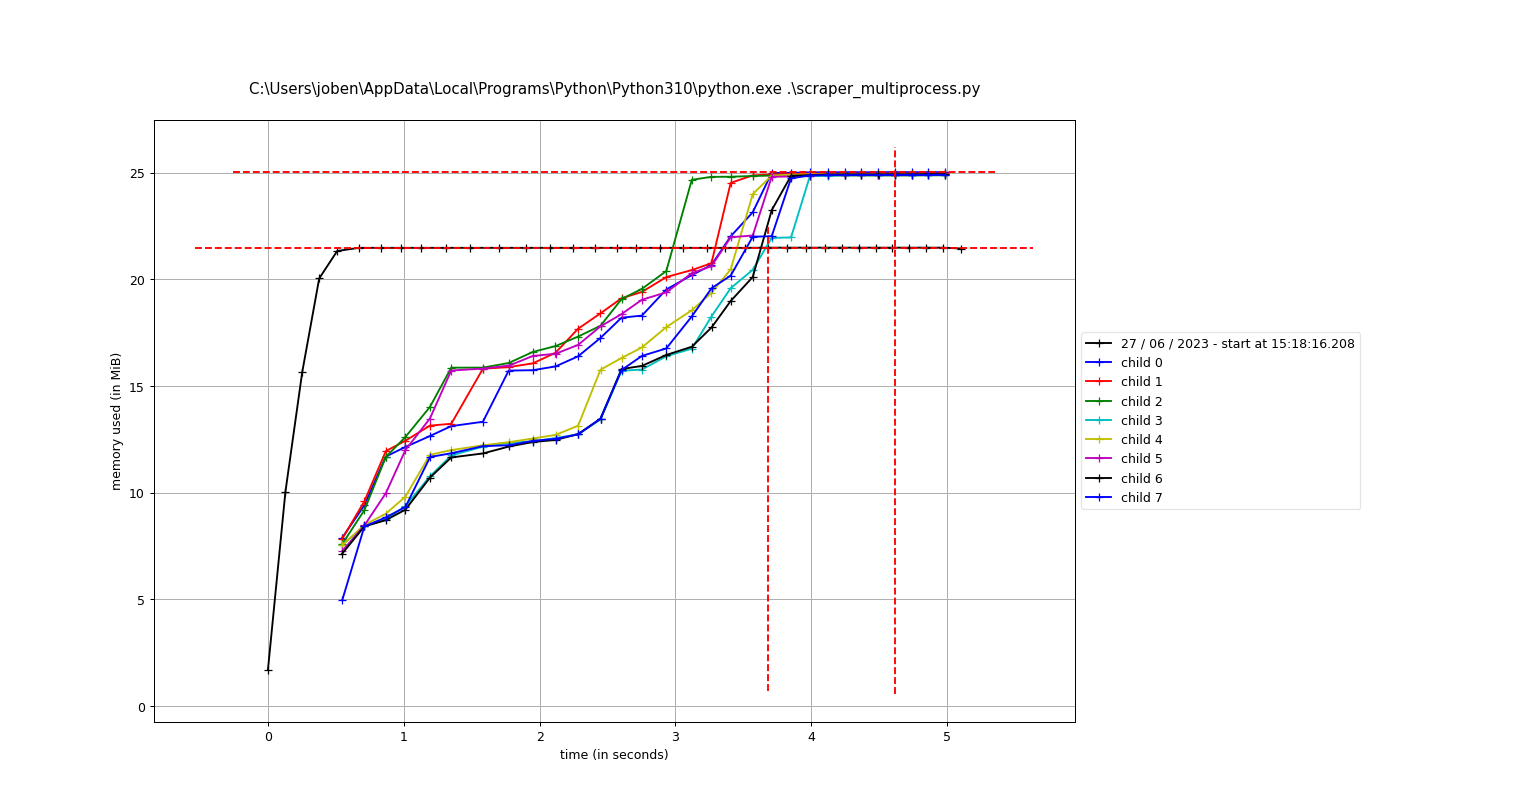 C:\Users\joben\AppData\Local\Programs\Python\Python310\python.exe .\scraper_multiprocess.py
memory used (in MiB)
25
20
15
10
5
0
0 1 2 3 4 5
time (in seconds)
27 / 06 / 2023 - start at 15:18:16.208
child 0
child 1
child 2
child 3
child 4
child 5
child 6
child 7